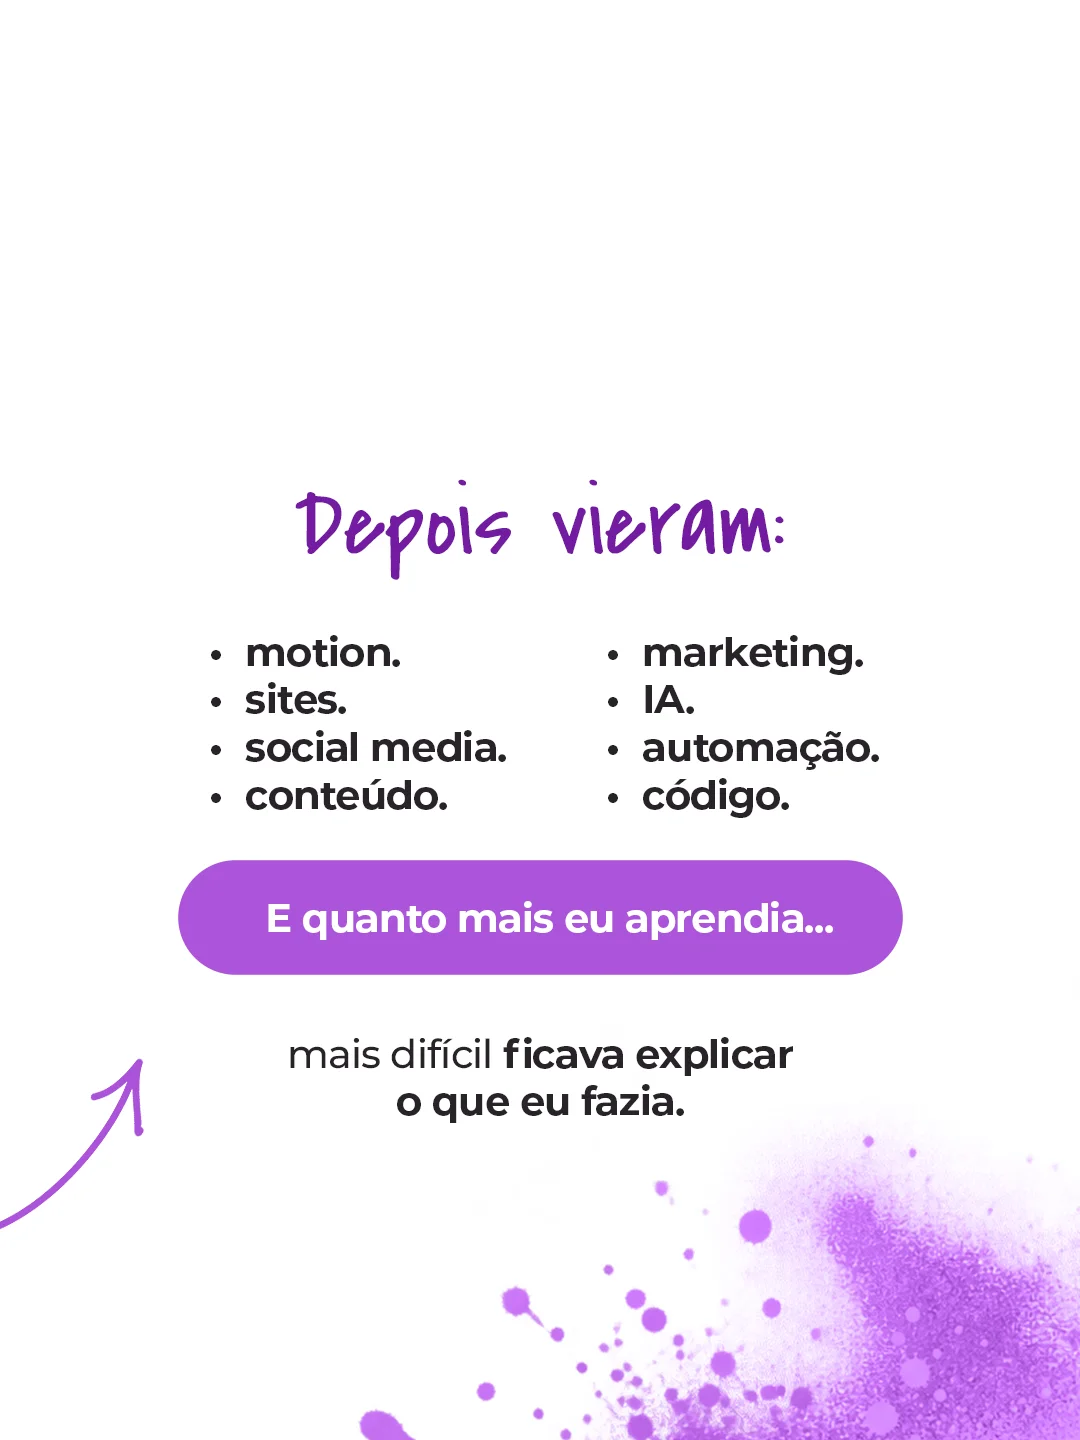 Depois vieram:
• motion.
• sites.
• social media.
• conteúdo.
• marketing.
• IA.
• automação.
• código.
E quanto mais eu aprendia...
mais difícil ficava explicar
o que eu fazia.